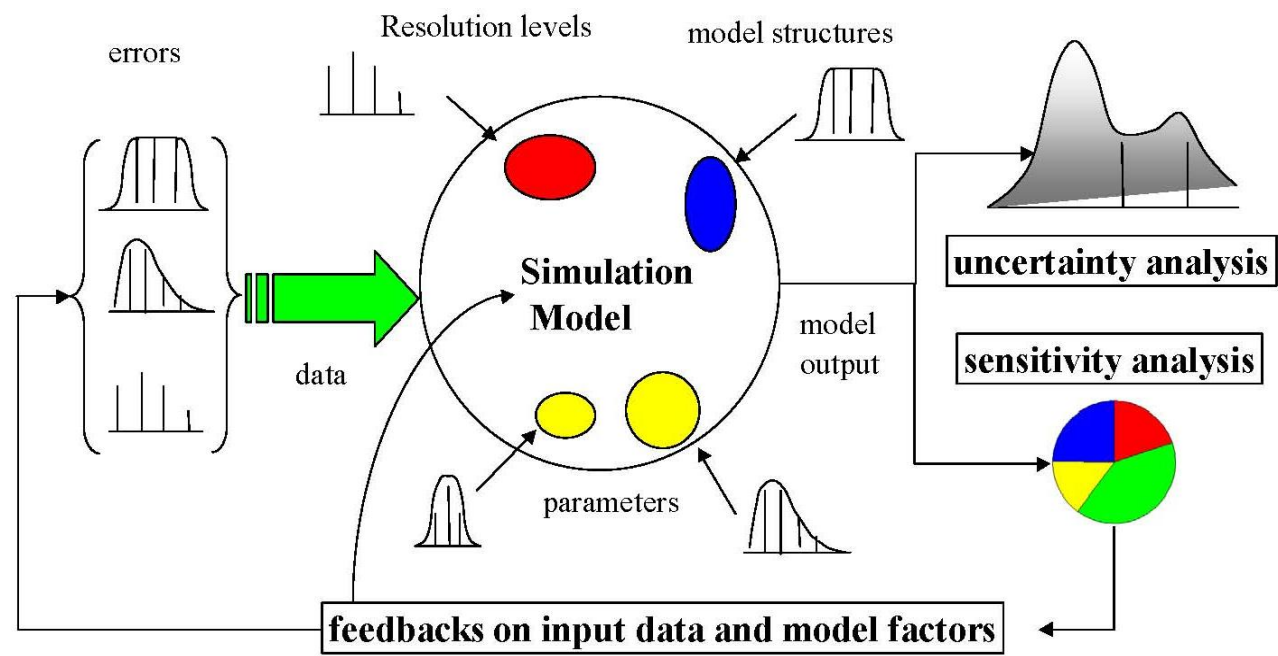 errors
Resolution levels
model structures
uncertainty analysis
Simulation
Model
data
model
output
sensitivity analysis
parameters
feedbacks on input data and model factors